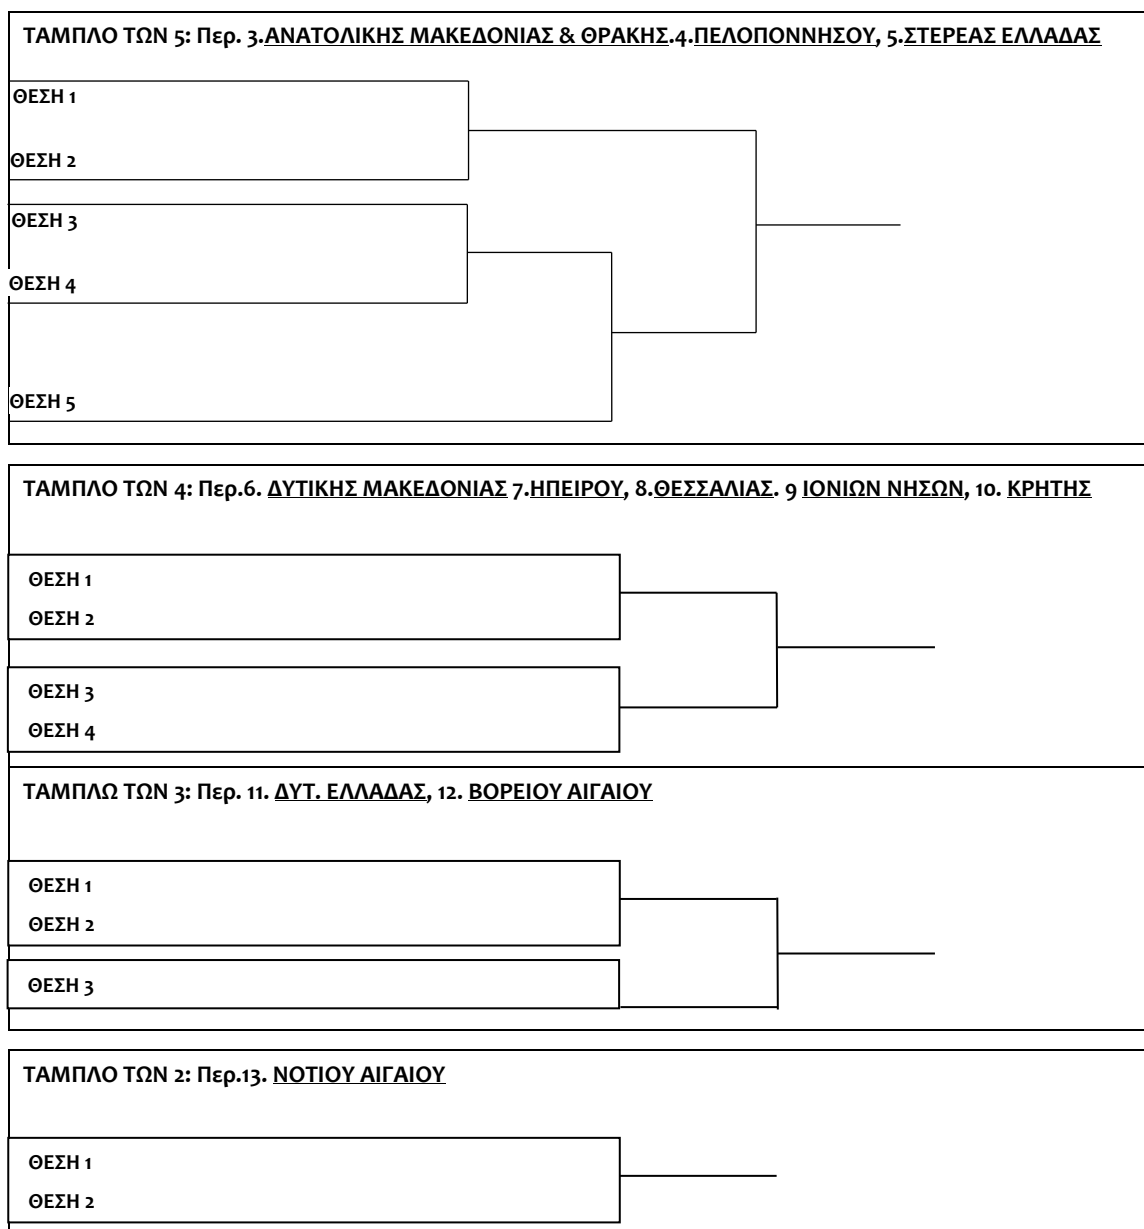 ΤΑΜΠΛΟ ΤΩΝ 5: Περ. 3.ΑΝΑΤΟΛΙΚΗΣ ΜΑΚΕΔΟΝΙΑΣ & ΘΡΑΚΗΣ.4.ΠΕΛΟΠΟΝΝΗΣΟΥ, 5.ΣΤΕΡΕΑΣ ΕΛΛΑΔΑΣ
ΘΕΣΗ 1
ΘΕΣΗ 2
ΘΕΣΗ 3
ΘΕΣΗ 4
ΘΕΣΗ 5
ΤΑΜΠΛΟ ΤΩΝ 4: Περ.6. ΔΥΤΙΚΗΣ ΜΑΚΕΔΟΝΙΑΣ 7.ΗΠΕΙΡΟΥ, 8.ΘΕΣΣΑΛΙΑΣ. 9 ΙΟΝΙΩΝ ΝΗΣΩΝ, 10. ΚΡΗΤΗΣ
ΘΕΣΗ 1
ΘΕΣΗ 2
ΘΕΣΗ 3
ΘΕΣΗ 4
ΤΑΜΠΛΩ ΤΩΝ 3: Περ. 11. ΔΥΤ. ΕΛΛΑΔΑΣ, 12. ΒΟΡΕΙΟΥ ΑΙΓΑΙΟΥ
ΘΕΣΗ 1
ΘΕΣΗ 2
ΘΕΣΗ 3
ΤΑΜΠΛΟ ΤΩΝ 2: Περ.13. ΝΟΤΙΟΥ ΑΙΓΑΙΟΥ
ΘΕΣΗ 1
ΘΕΣΗ 2